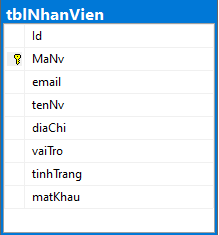 tblNhanVien
Id
MaNv
email
tenNv
diaChi
vaiTro
tinhTrang
matKhau